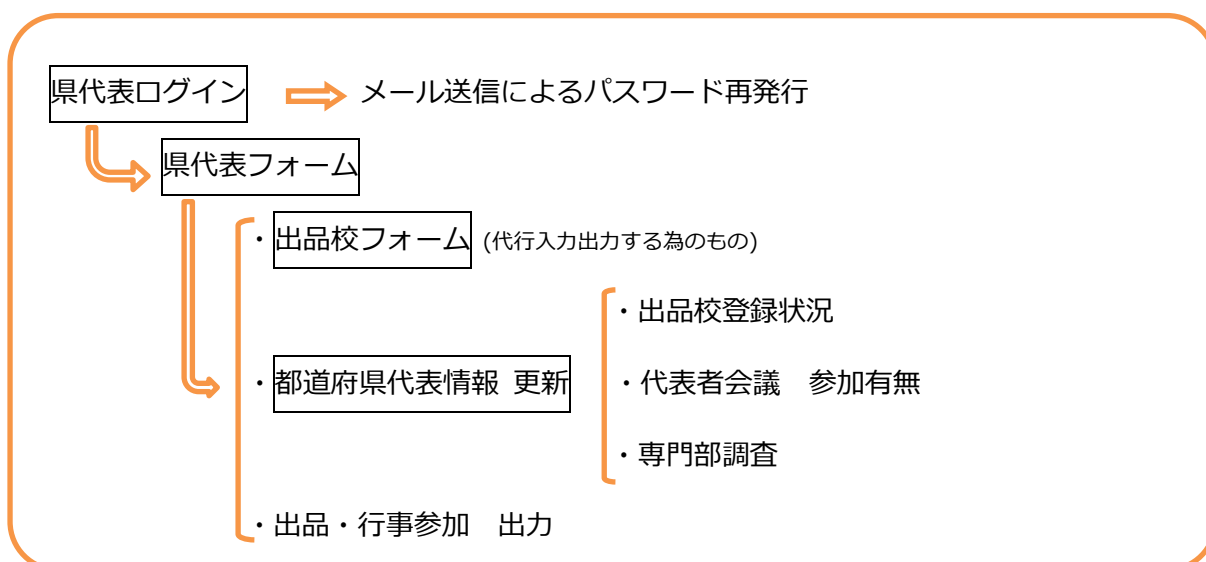 県代表ログイン メール送信によるパスワード再発行
県代表フォーム
・出品校フォーム (代行入力出力する為のもの)
・出品校登録状況
・都道府県代表情報 更新 ・代表者会議　参加有無
・専門部調査
・出品・行事参加　出力